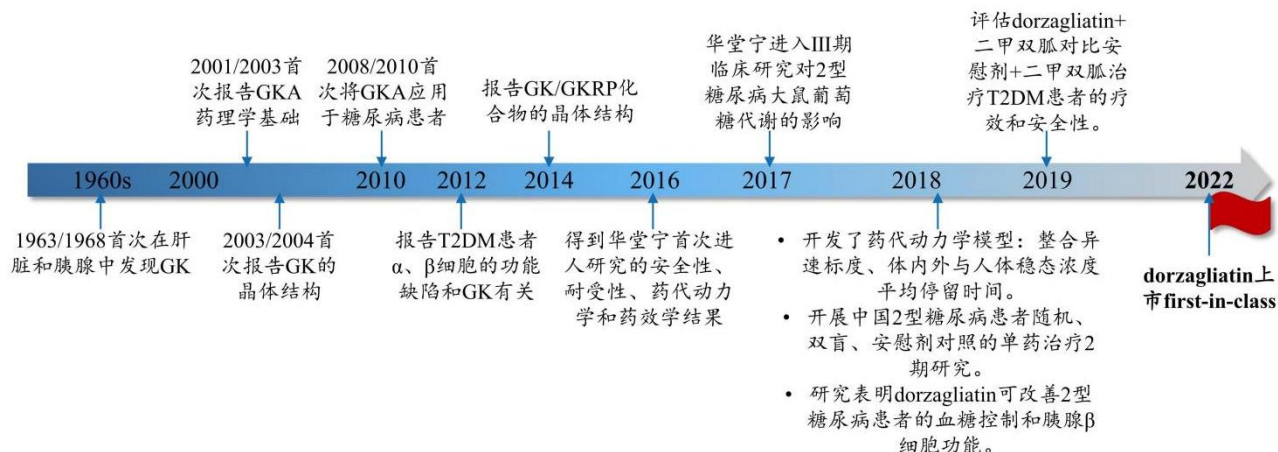 2001/2003首
次报告GKA
药理学基础
2008/2010首
次将GKA应用
于糖尿病患者
报告GK/GKRP化
合物的晶体结构
华堂宁进入III期
临床研究对2型
糖尿病大鼠葡萄
糖代谢的影响
评估dorzagliatin+
二甲双胍对比安
慰剂+二甲双胍治
疗T2DM患者的疗
效和安全性。
1960s 2000 2010 2012 2014 2016 2017 2018 2019 2022
1963/1968首次在肝
脏和胰腺中发现GK
2003/2004首
次报告GK的
晶体结构
报告T2DM患者
α、β细胞的功能
缺陷和GK有关
得到华堂宁首次进
人研究的安全性、
耐受性、药代动力
学和药效学结果
• 开发了药代动力学模型：整合异
速标度、体内外与人体稳态浓度
平均停留时间。
• 开展中国2型糖尿病患者随机、
双盲、安慰剂对照的单药治疗2
期研究。
• 研究表明dorzagliatin可改善2型
糖尿病患者的血糖控制和胰腺β
细胞功能。
dorzagliatin上
市first-in-class